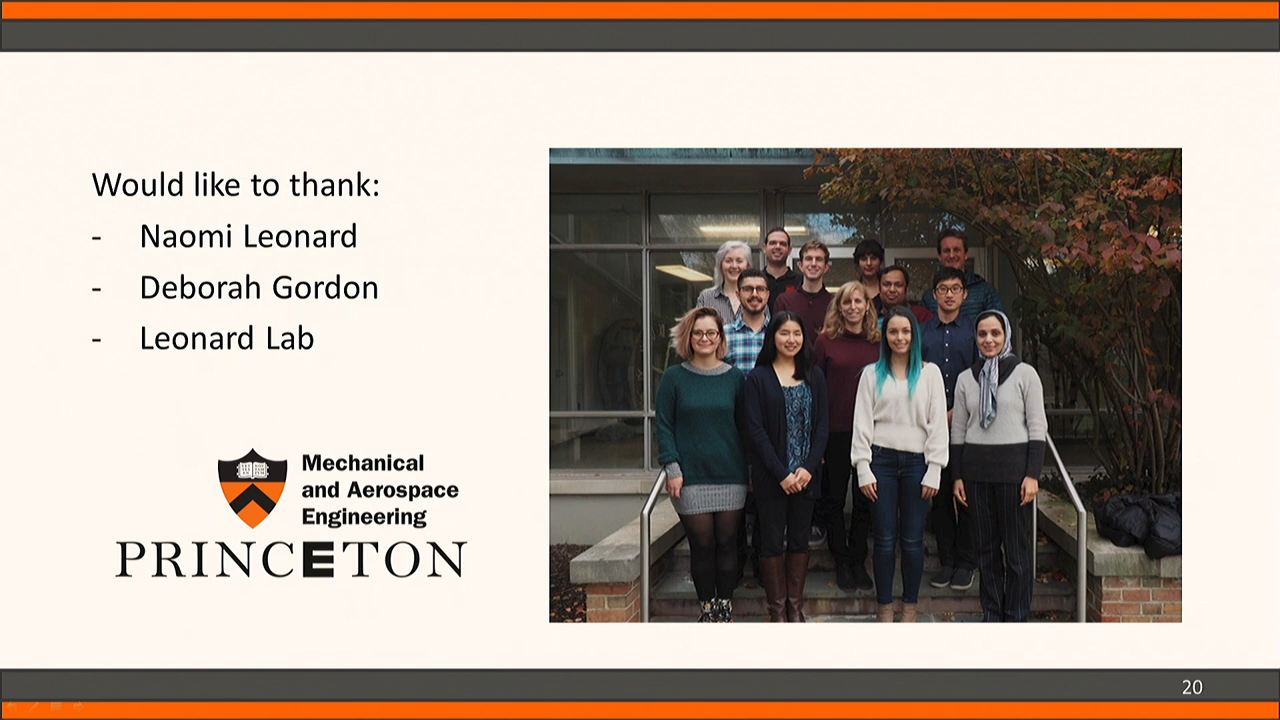 Would like to thank:
- Naomi Leonard
- Deborah Gordon
- Leonard Lab
Mechanical
and Aerospace
Engineering
PRINCETON
20